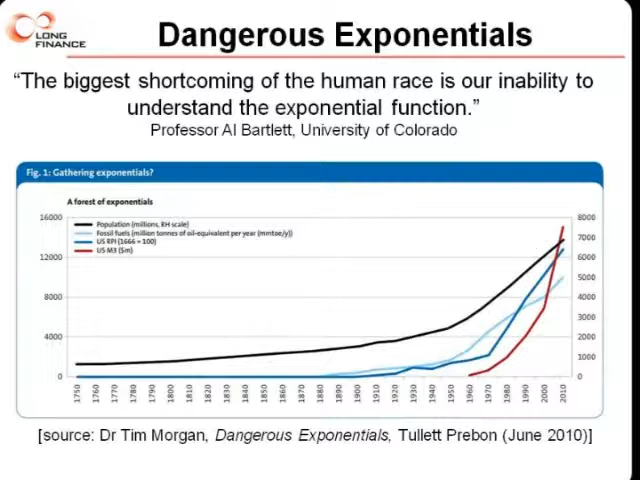 LONG
FINANCE
Dangerous Exponentials
“The biggest shortcoming of the human race is our inability to
understand the exponential function.”
Professor Al Bartlett, University of Colorado
Fig. 1: Gathering exponentials?
A forest of exponentials
16000
12000
8000
4000
0
Population (millions, RH scale)
Fossil fuels (million tonnes of oil-equivalent per year (mmtoe/y))
US RPI (1666 = 100)
US M3 ($m)
8000
7000
6000
5000
4000
3000
2000
1000
0
1750 1760 1770 1780 1790 1800 1810 1820 1830 1840 1850 1860 1870 1880 1890 1900 1910 1920 1930 1940 1950 1960 1970 1980 1990 2000 2010
[source: Dr Tim Morgan, Dangerous Exponentials, Tullett Prebon (June 2010)]